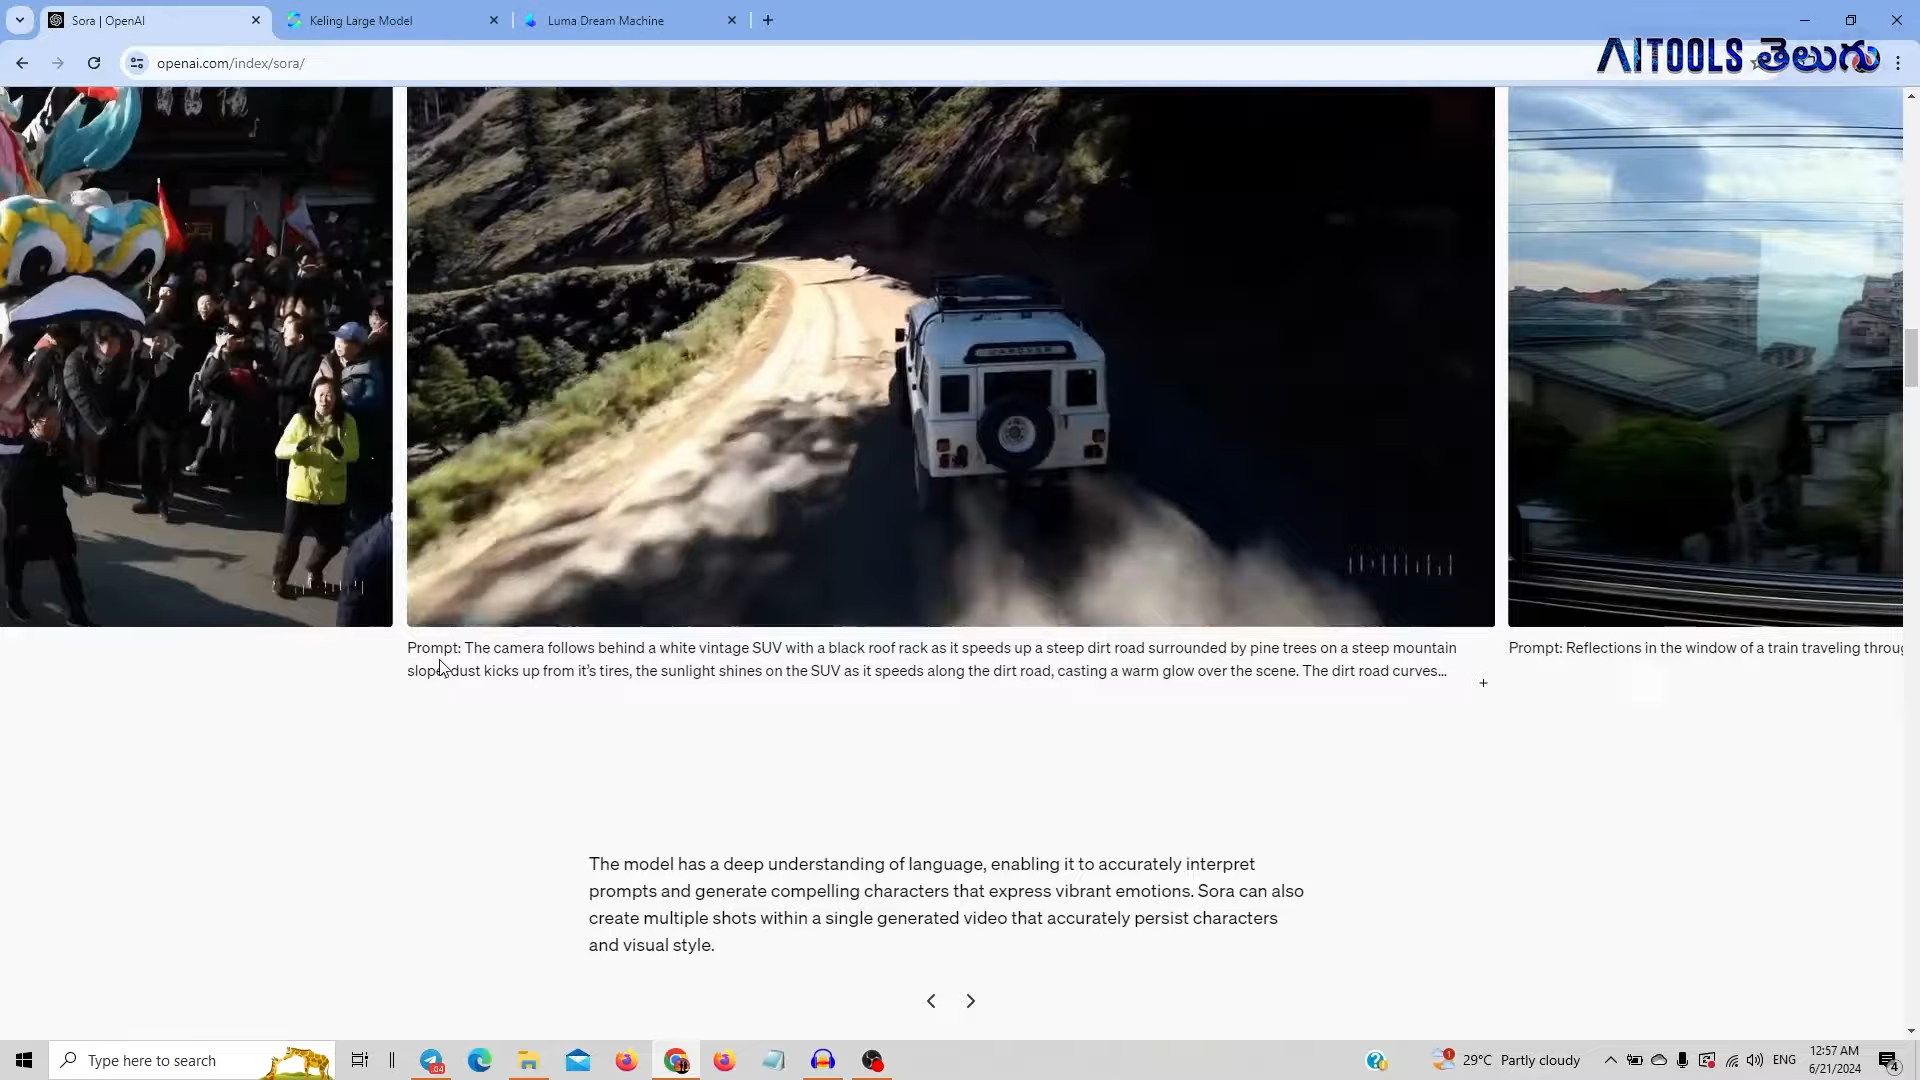 Sora | OpenAI
Keling Large Model
Luma Dream Machine
openai.com/index/sora/
AITOOLS తెలుగు
Prompt: The camera follows behind a white vintage SUV with a black roof rack as it speeds up a steep dirt road surrounded by pine trees on a steep mountain
slope, dust kicks up from it's tires, the sunlight shines on the SUV as it speeds along the dirt road, casting a warm glow over the scene. The dirt road curves...
Prompt: Reflections in the window of a train traveling throu
The model has a deep understanding of language, enabling it to accurately interpret
prompts and generate compelling characters that express vibrant emotions. Sora can also
create multiple shots within a single generated video that accurately persist characters
and visual style.
Type here to search
29°C Partly cloudy
ENG
12:57 AM
6/21/2024